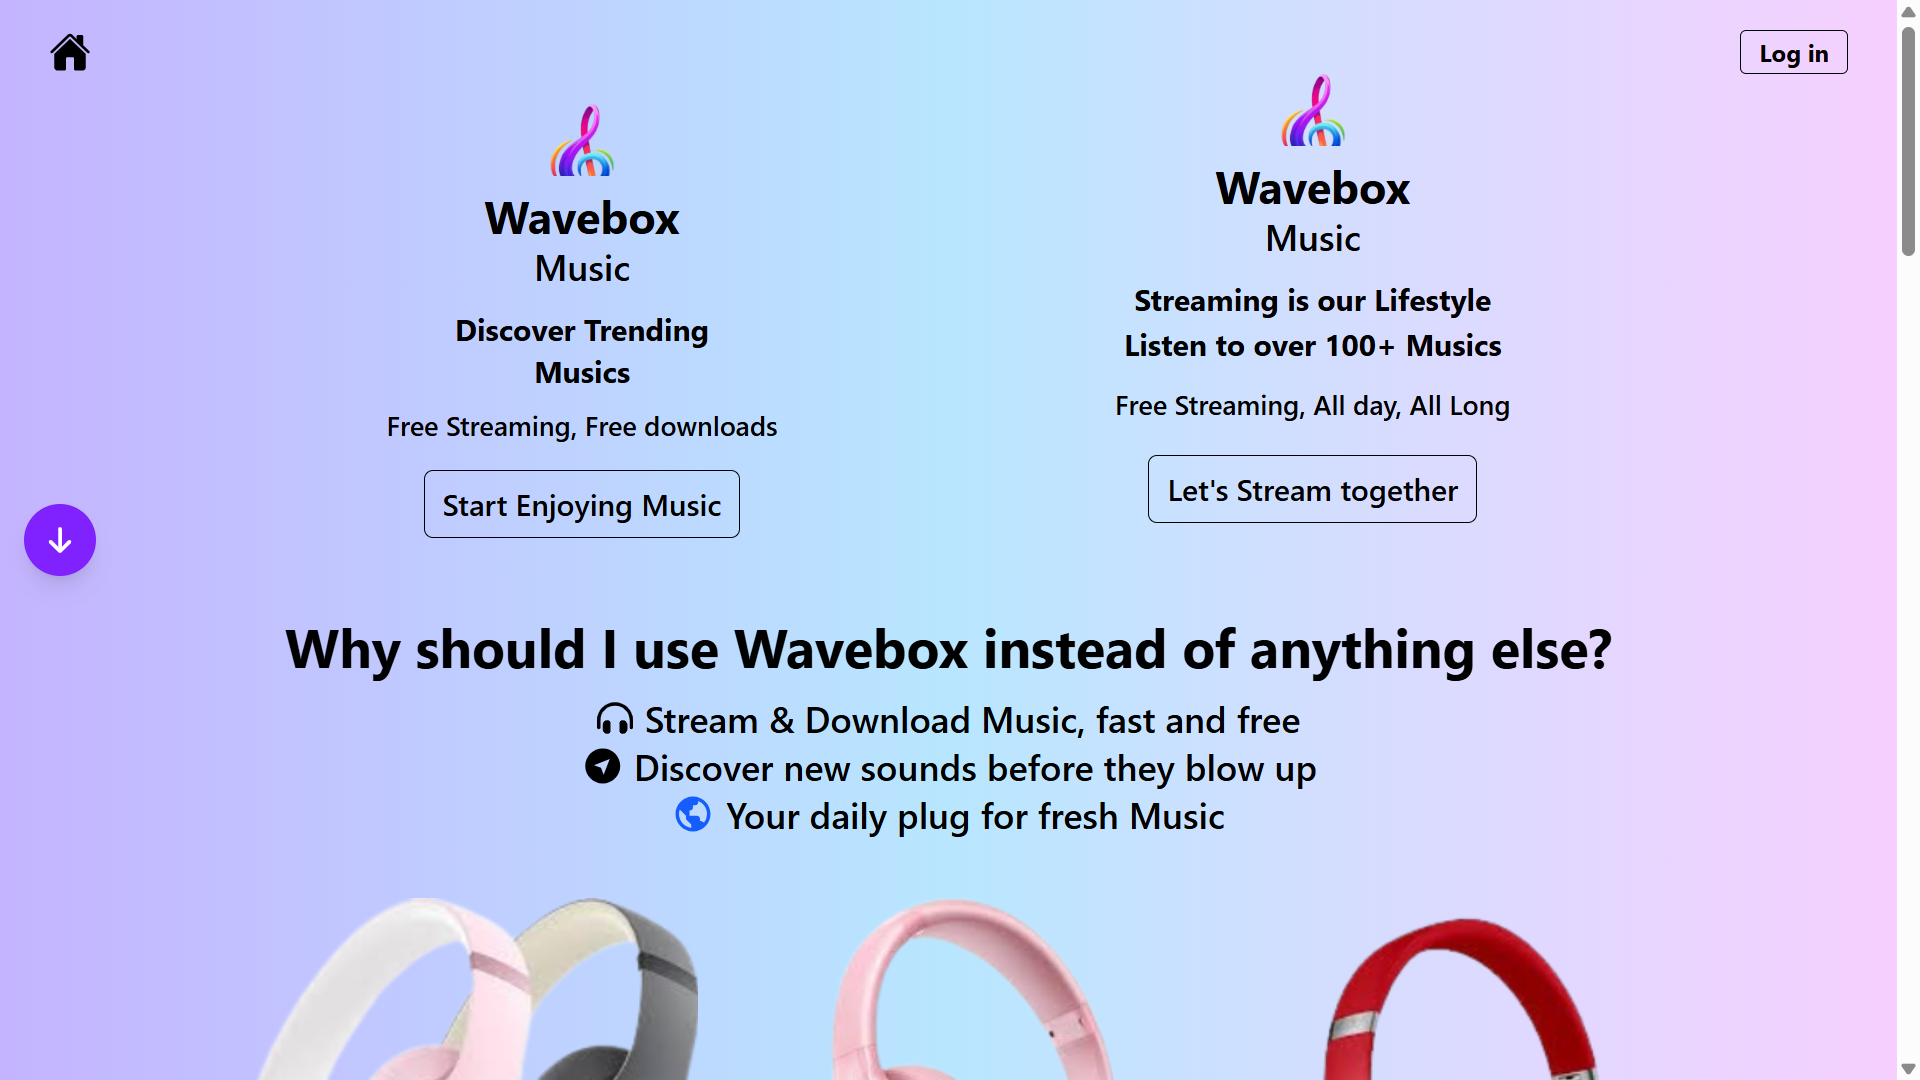 Log in
Wavebox
Music
Discover Trending
Musics
Free Streaming, Free downloads
Start Enjoying Music
Wavebox
Music
Streaming is our Lifestyle
Listen to over 100+ Musics
Free Streaming, All day, All Long
Let's Stream together
Why should I use Wavebox instead of anything else?
Stream & Download Music, fast and free
Discover new sounds before they blow up
Your daily plug for fresh Music